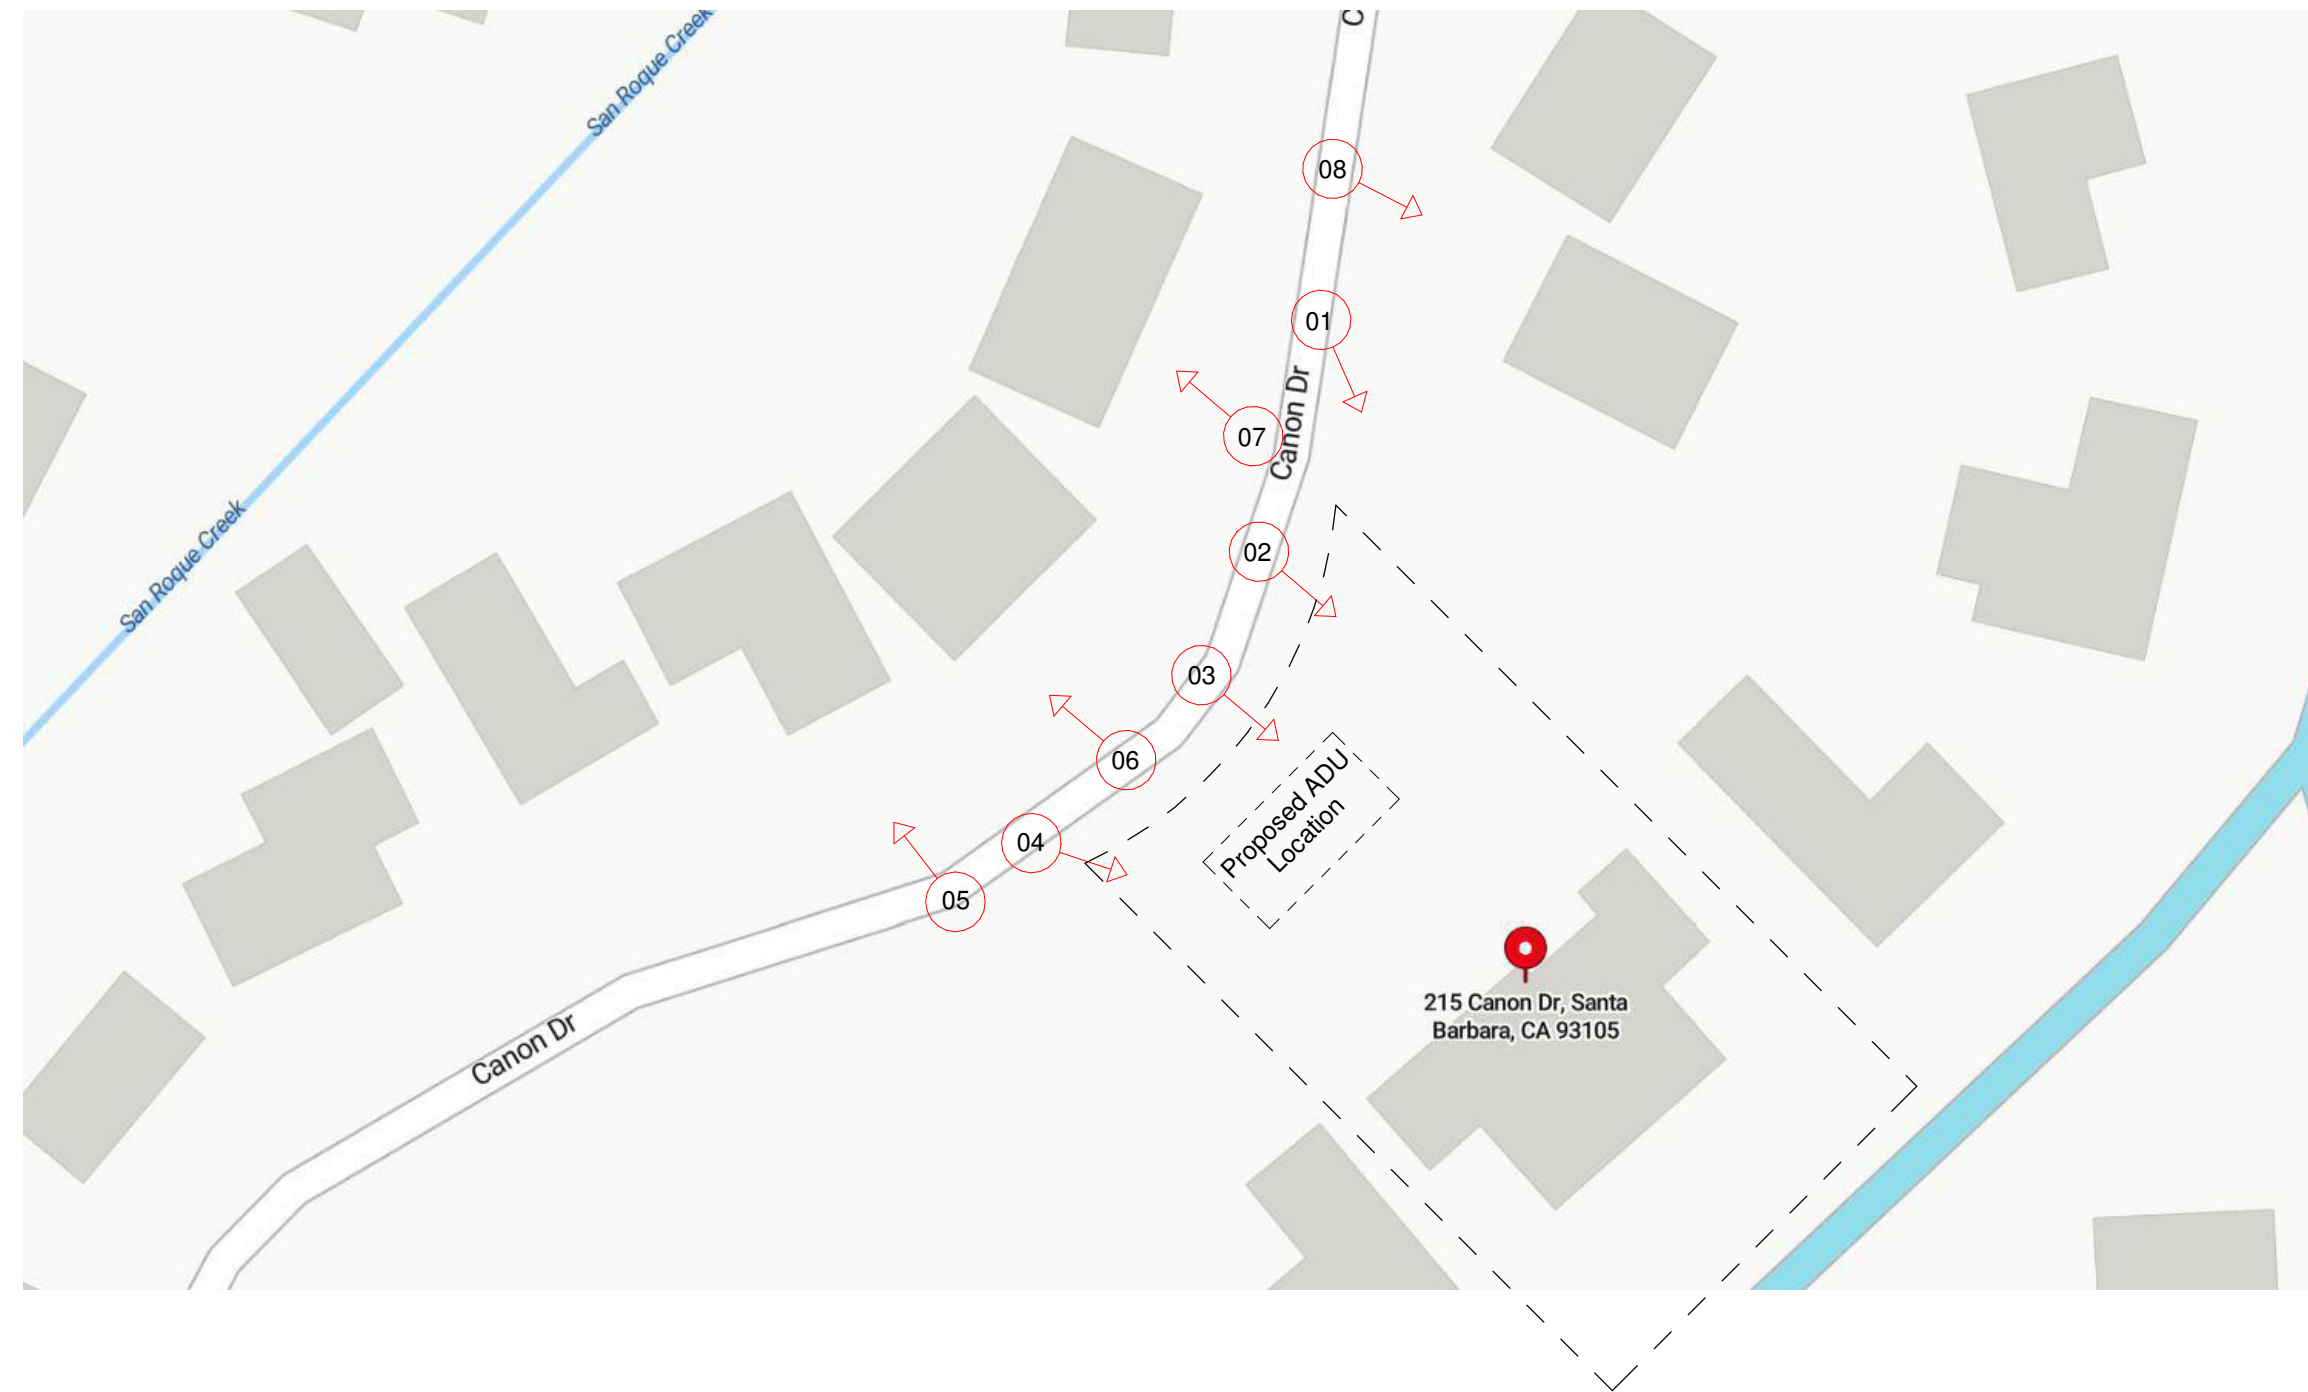 C
San Roque Creek
08
01
Canon Dr
07
San Roque Creek
02
03
06
Proposed ADU
Location
04
05
215 Canon Dr, Santa
Barbara, CA 93105
Canon Dr